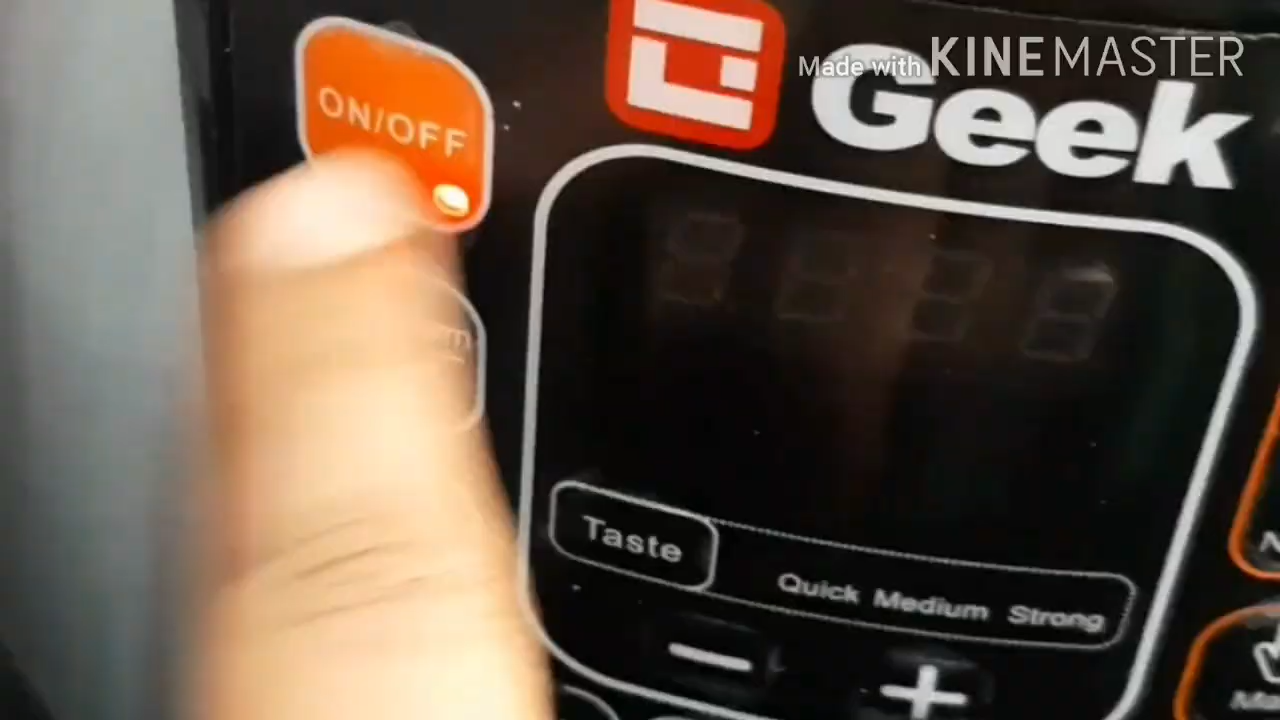 Made with KINEMASTER
ON/OFF
Geek
Taste
Quick Medium Strong
− +